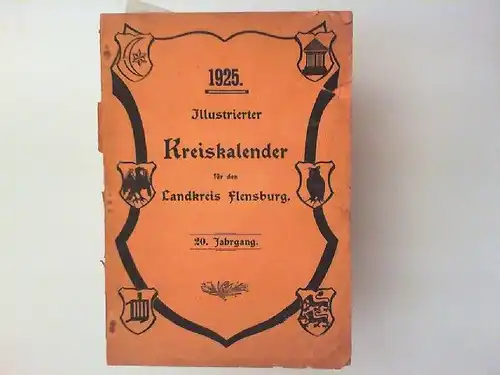 1925.
Illustrierter
Kreiskalender
für den
Landkreis Flensburg.
20. Jahrgang.